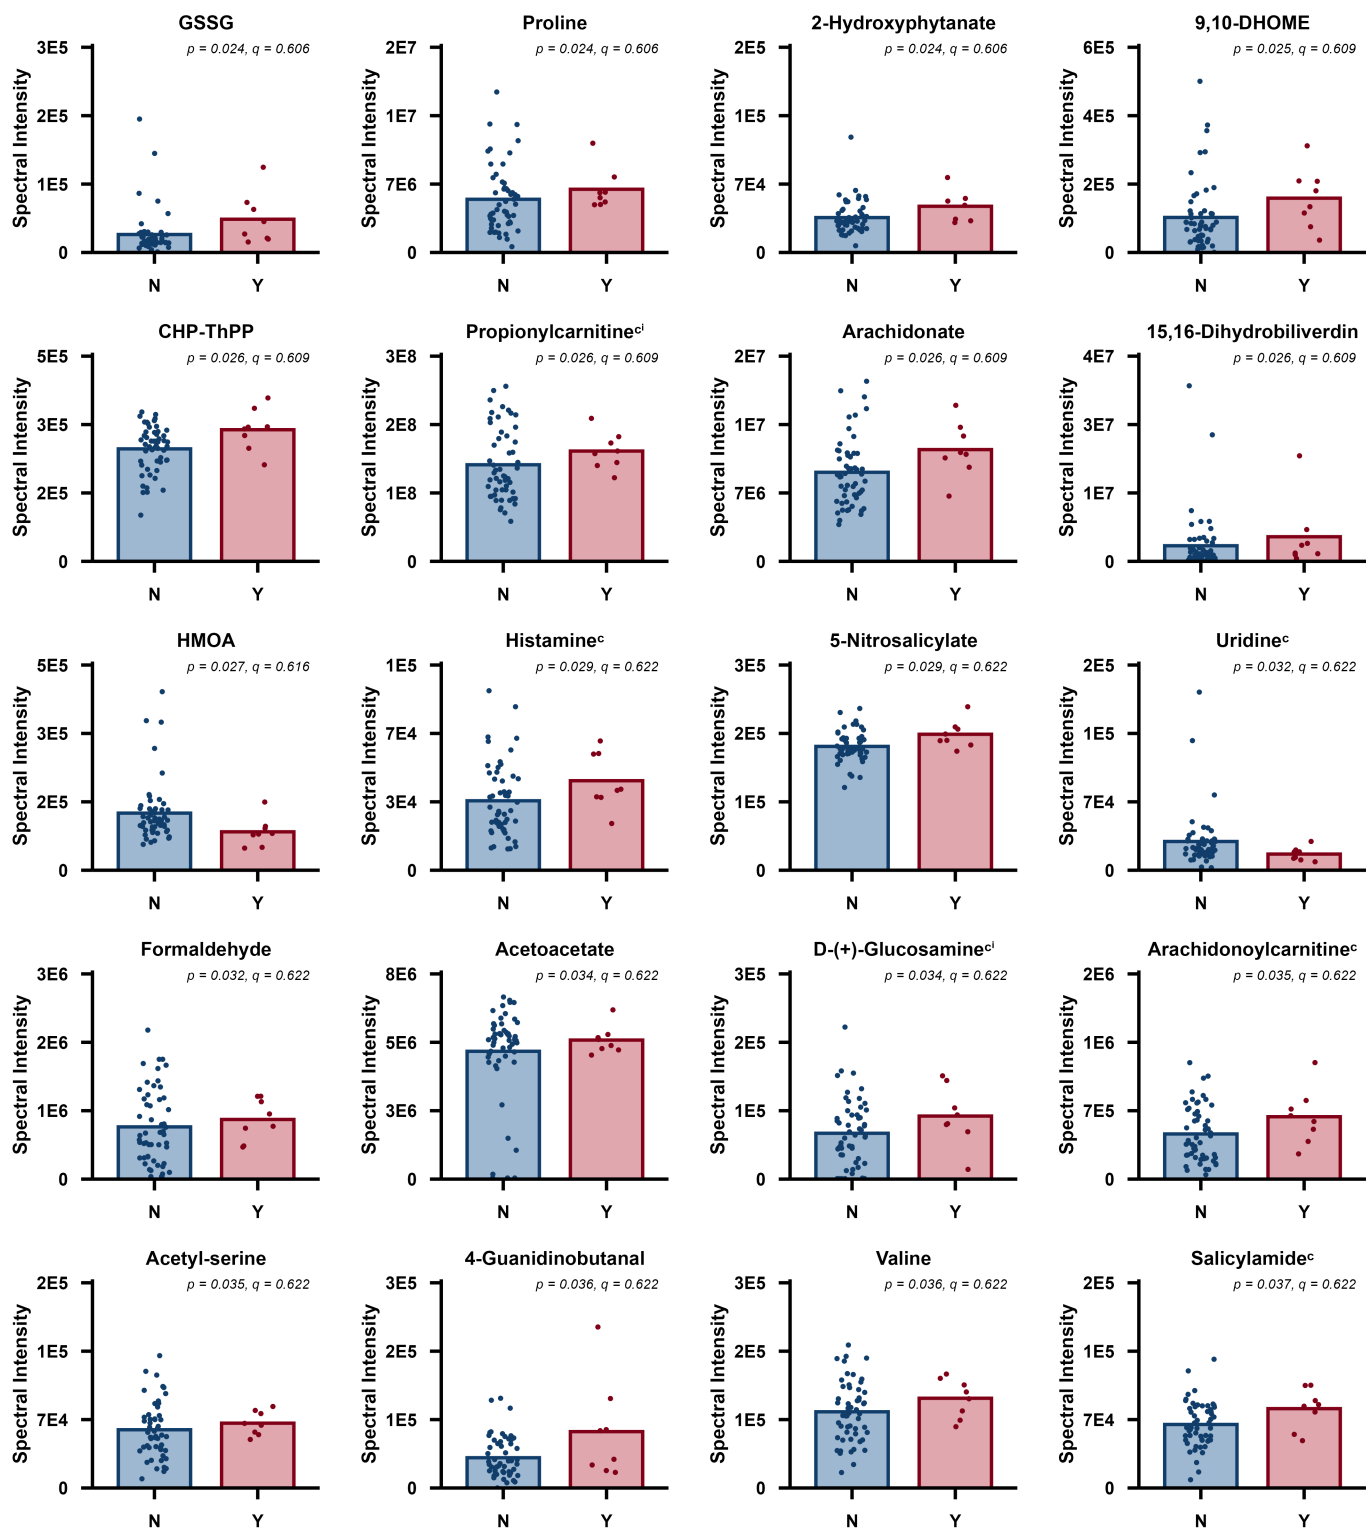 GSSG
p = 0.024, q = 0.606
Spectral Intensity
3E5
2E5
1E5
0
N Y
Proline
p = 0.024, q = 0.606
Spectral Intensity
2E7
1E7
7E6
0
N Y
2-Hydroxyphytanate
p = 0.024, q = 0.606
Spectral Intensity
2E5
1E5
7E4
0
N Y
9,10-DHOME
p = 0.025, q = 0.609
Spectral Intensity
6E5
4E5
2E5
0
N Y
CHP-ThPP
p = 0.026, q = 0.609
Spectral Intensity
5E5
3E5
2E5
0
N Y
Propionylcarnitineᶜⁱ
p = 0.026, q = 0.609
Spectral Intensity
3E8
2E8
1E8
0
N Y
Arachidonate
p = 0.026, q = 0.609
Spectral Intensity
2E7
1E7
7E6
0
N Y
15,16-Dihydrobiliverdin
p = 0.026, q = 0.609
Spectral Intensity
4E7
3E7
1E7
0
N Y
HMOA
p = 0.027, q = 0.616
Spectral Intensity
5E5
3E5
2E5
0
N Y
Histamineᶜ
p = 0.029, q = 0.622
Spectral Intensity
1E5
7E4
3E4
0
N Y
5-Nitrosalicylate
p = 0.029, q = 0.622
Spectral Intensity
3E5
2E5
1E5
0
N Y
Uridineᶜ
p = 0.032, q = 0.622
Spectral Intensity
2E5
1E5
7E4
0
N Y
Formaldehyde
p = 0.032, q = 0.622
Spectral Intensity
3E6
2E6
1E6
0
N Y
Acetoacetate
p = 0.034, q = 0.622
Spectral Intensity
8E6
5E6
3E6
0
N Y
D-(+)-Glucosamineᶜⁱ
p = 0.034, q = 0.622
Spectral Intensity
3E5
2E5
1E5
0
N Y
Arachidonoylcarnitineᶜ
p = 0.035, q = 0.622
Spectral Intensity
2E6
1E6
7E5
0
N Y
Acetyl-serine
p = 0.035, q = 0.622
Spectral Intensity
2E5
1E5
7E4
0
N Y
4-Guanidinobutanal
p = 0.036, q = 0.622
Spectral Intensity
3E5
2E5
1E5
0
N Y
Valine
p = 0.036, q = 0.622
Spectral Intensity
3E5
2E5
1E5
0
N Y
Salicylamideᶜ
p = 0.037, q = 0.622
Spectral Intensity
2E5
1E5
7E4
0
N Y